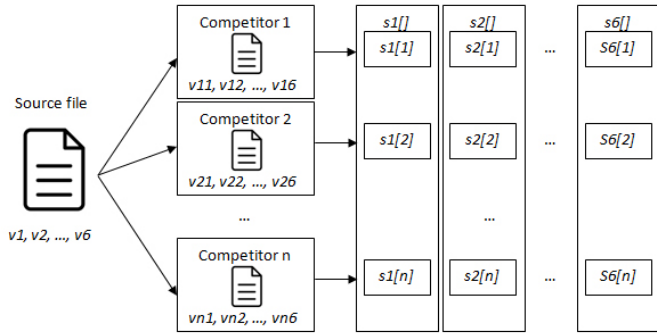 Competitor 1
v11, v12, ..., v16
Source file
v1, v2, ..., v6
Competitor 2
v21, v22, ..., v26
...
Competitor n
vn1, vn2, ..., vn6
s1[] s2[] s6[]
s1[1] s2[1] ... S6[1]
s1[2] s2[2] S6[2]
... ...
s1[n] s2[n] ... S6[n]